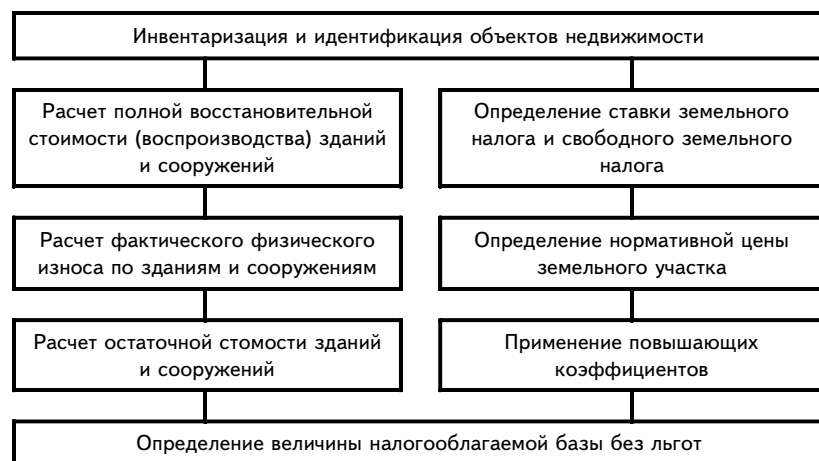 Инвентаризация и идентификация объектов недвижимости
Расчет полной восстановительной
стоимости (воспроизводства) зданий
и сооружений
Определение ставки земельного
налога и свободного земельного
налога
Расчет фактического физического
износа по зданиям и сооружениям
Определение нормативной цены
земельного участка
Расчет остаточной стомости зданий
и сооружений
Применение повышающих
коэффициентов
Определение величины налогооблагаемой базы без льгот